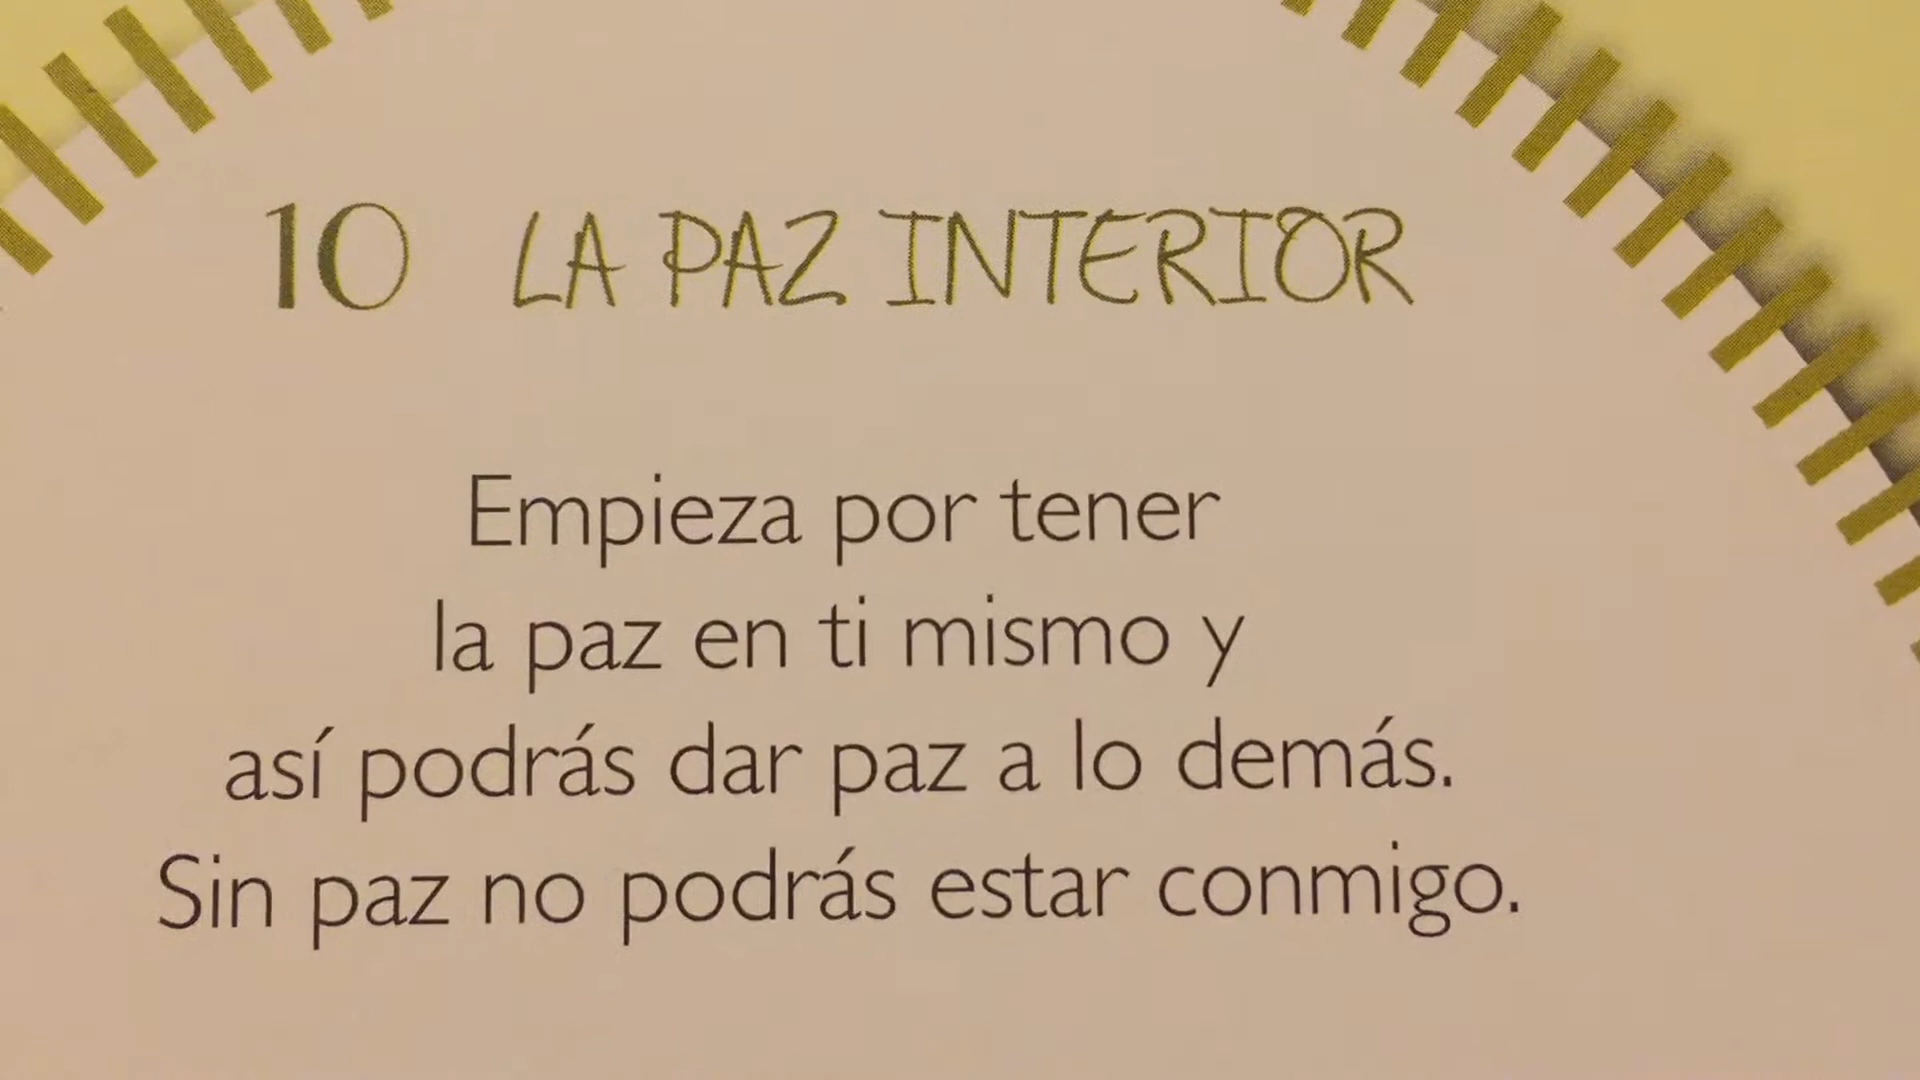 10 LA PAZ INTERIOR
Empieza por tener
la paz en ti mismo y
así podrás dar paz a lo demás.
Sin paz no podrás estar conmigo.